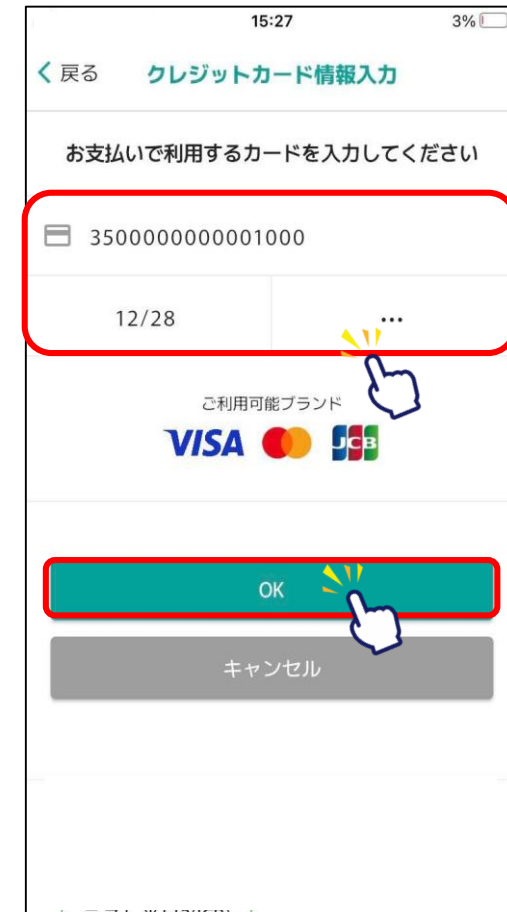 15:27 3%
戻る クレジットカード情報入力
お支払いで利用するカードを入力してください
3500000000001000
12/28 •••
ご利用可能ブランド
VISA JCB
OK
キャンセル